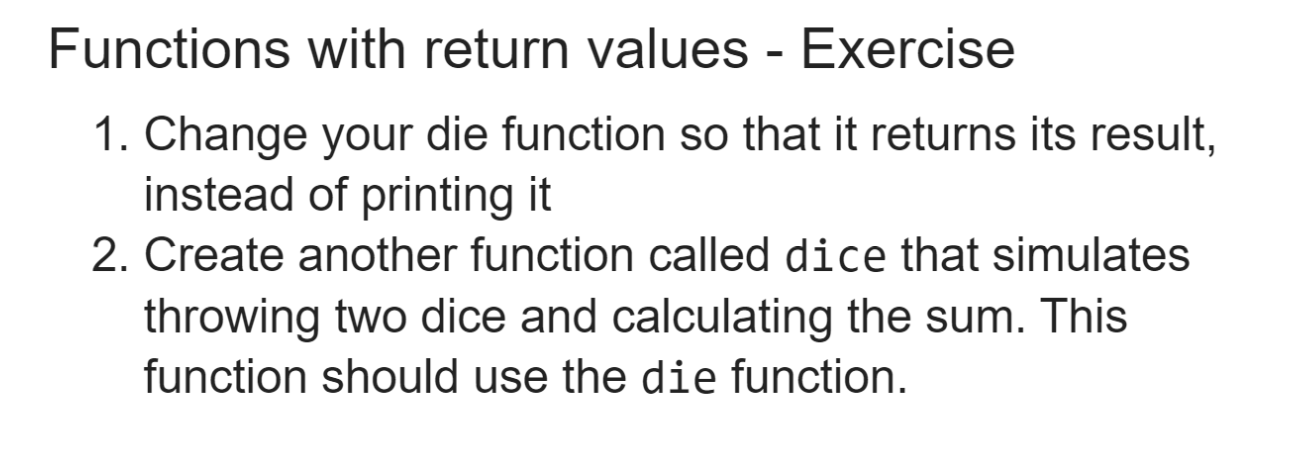 Functions with return values - Exercise
1. Change your die function so that it returns its result,
instead of printing it
2. Create another function called dice that simulates
throwing two dice and calculating the sum. This
function should use the die function.